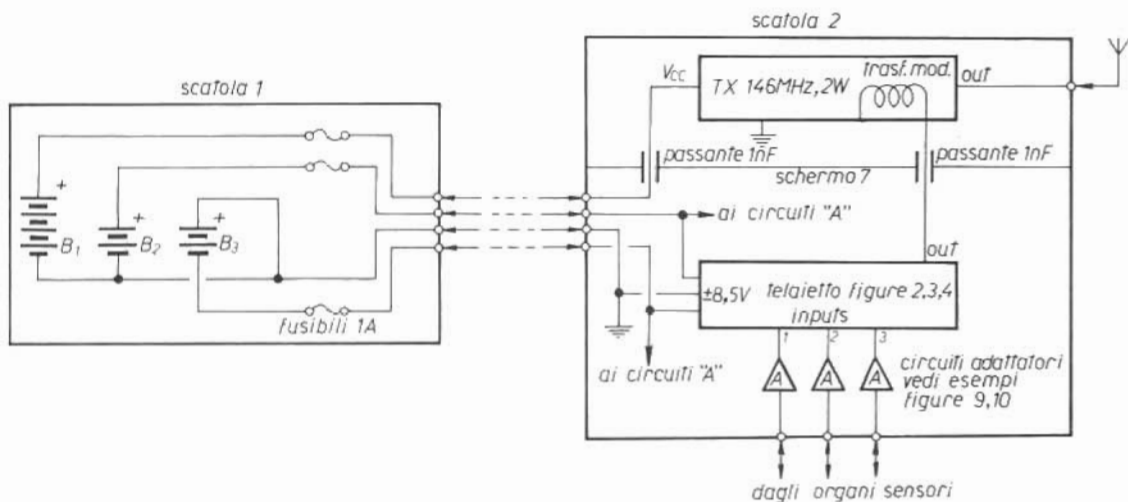 scatola 1
+
B1
+
B2
+
B3
fusibili 1A
scatola 2
Vcc
TX 146MHz, 2W
trasf. mod.
out
passante 1nF
schermo 7
passante 1nF
ai circuiti "A"
out
±8,5V
telaietto figure 2,3,4
inputs
1
2
3
ai circuiti "A"
A
A
A
circuiti adattatori
vedi esempi
figure 9,10
dagli organi sensori